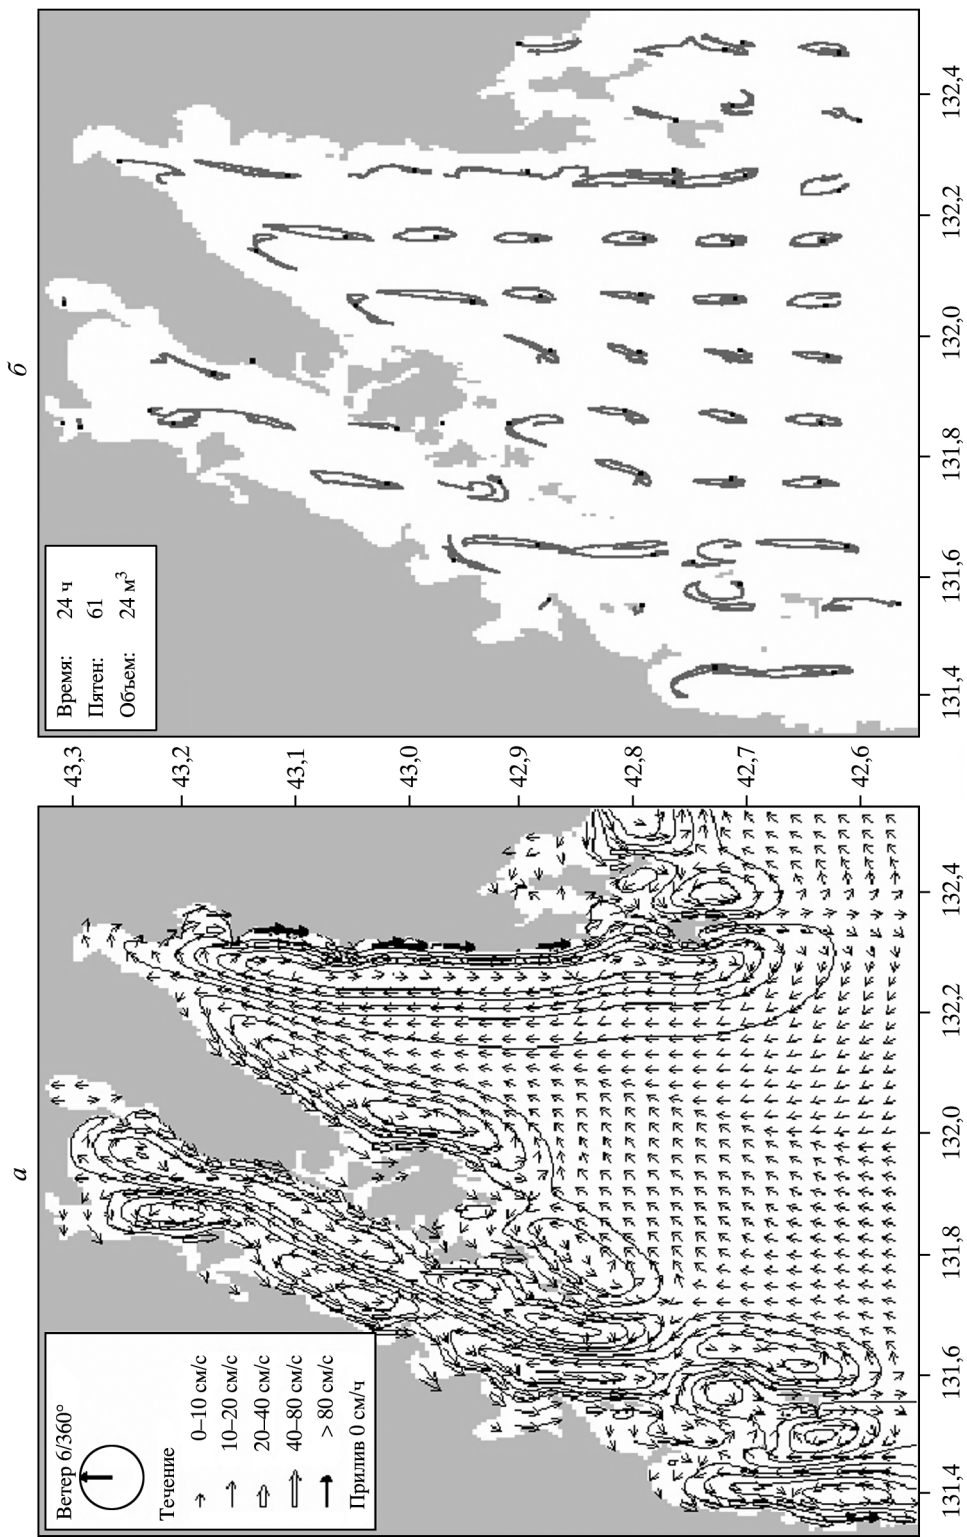 а
Ветер 6/360°
Течение
0–10 см/с
10–20 см/с
20–40 см/с
40–80 см/с
> 80 см/с
Прилив 0 см/ч
131,4
131,6
131,8
132,0
132,2
132,4
43,3
43,2
43,1
43,0
42,9
42,8
42,7
42,6
б
Время: 24 ч
Пятен: 61
Объем: 24 м³
131,4
131,6
131,8
132,0
132,2
132,4